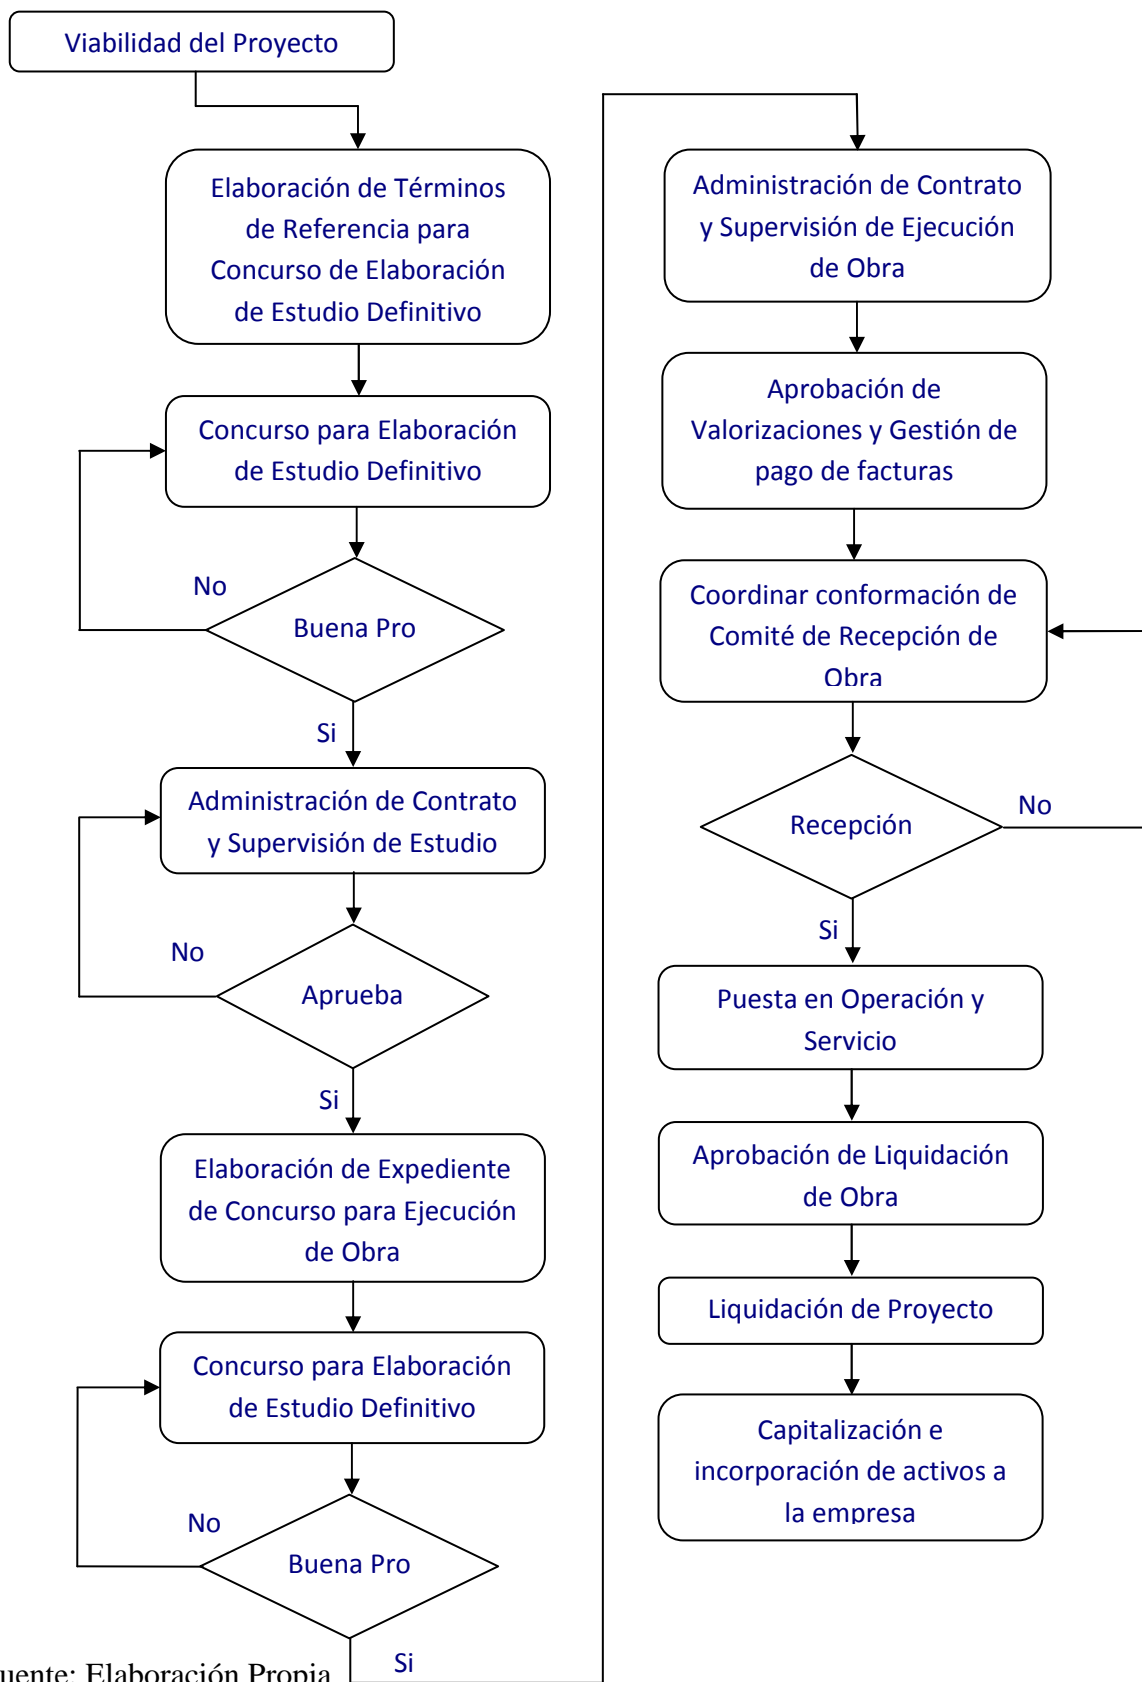 Viabilidad del Proyecto
Elaboración de Términos
de Referencia para
Concurso de Elaboración
de Estudio Definitivo
Concurso para Elaboración
de Estudio Definitivo
No
Buena Pro
Si
Administración de Contrato
y Supervisión de Estudio
No
Aprueba
Si
Elaboración de Expediente
de Concurso para Ejecución
de Obra
Concurso para Elaboración
de Estudio Definitivo
No
Buena Pro
Si
uente: Elaboración Propia
Administración de Contrato
y Supervisión de Ejecución
de Obra
Aprobación de
Valorizaciones y Gestión de
pago de facturas
Coordinar conformación de
Comité de Recepción de
Obra
Recepción
No
Si
Puesta en Operación y
Servicio
Aprobación de Liquidación
de Obra
Liquidación de Proyecto
Capitalización e
incorporación de activos a
la empresa